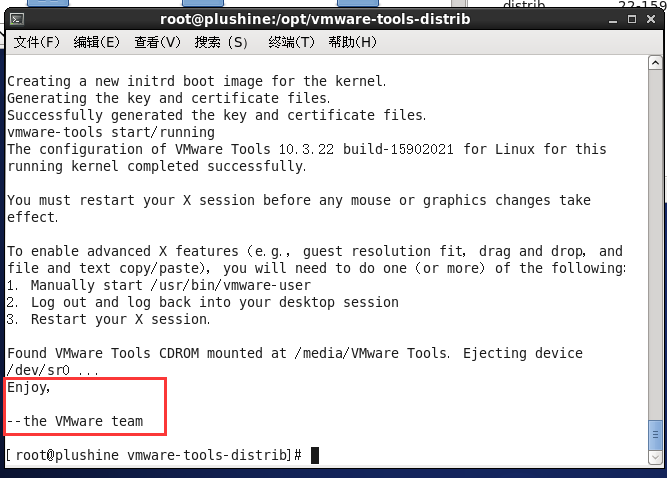 distrib
22-159
root@plushine:/opt/vmware-tools-distrib
文件(F) 编辑(E) 查看(V) 搜索 (S) 终端(T) 帮助(H)
Creating a new initrd boot image for the kernel.
Generating the key and certificate files.
Successfully generated the key and certificate files.
vmware-tools start/running
The configuration of VMware Tools 10.3.22 build-15902021 for Linux for this
running kernel completed successfully.
You must restart your X session before any mouse or graphics changes take
effect.
To enable advanced X features (e.g., guest resolution fit, drag and drop, and
file and text copy/paste), you will need to do one (or more) of the following:
1. Manually start /usr/bin/vmware-user
2. Log out and log back into your desktop session
3. Restart your X session.
Found VMware Tools CDROM mounted at /media/VMware Tools. Ejecting device
/dev/sr0 ...
Enjoy,
--the VMware team
[root@plushine vmware-tools-distrib]#